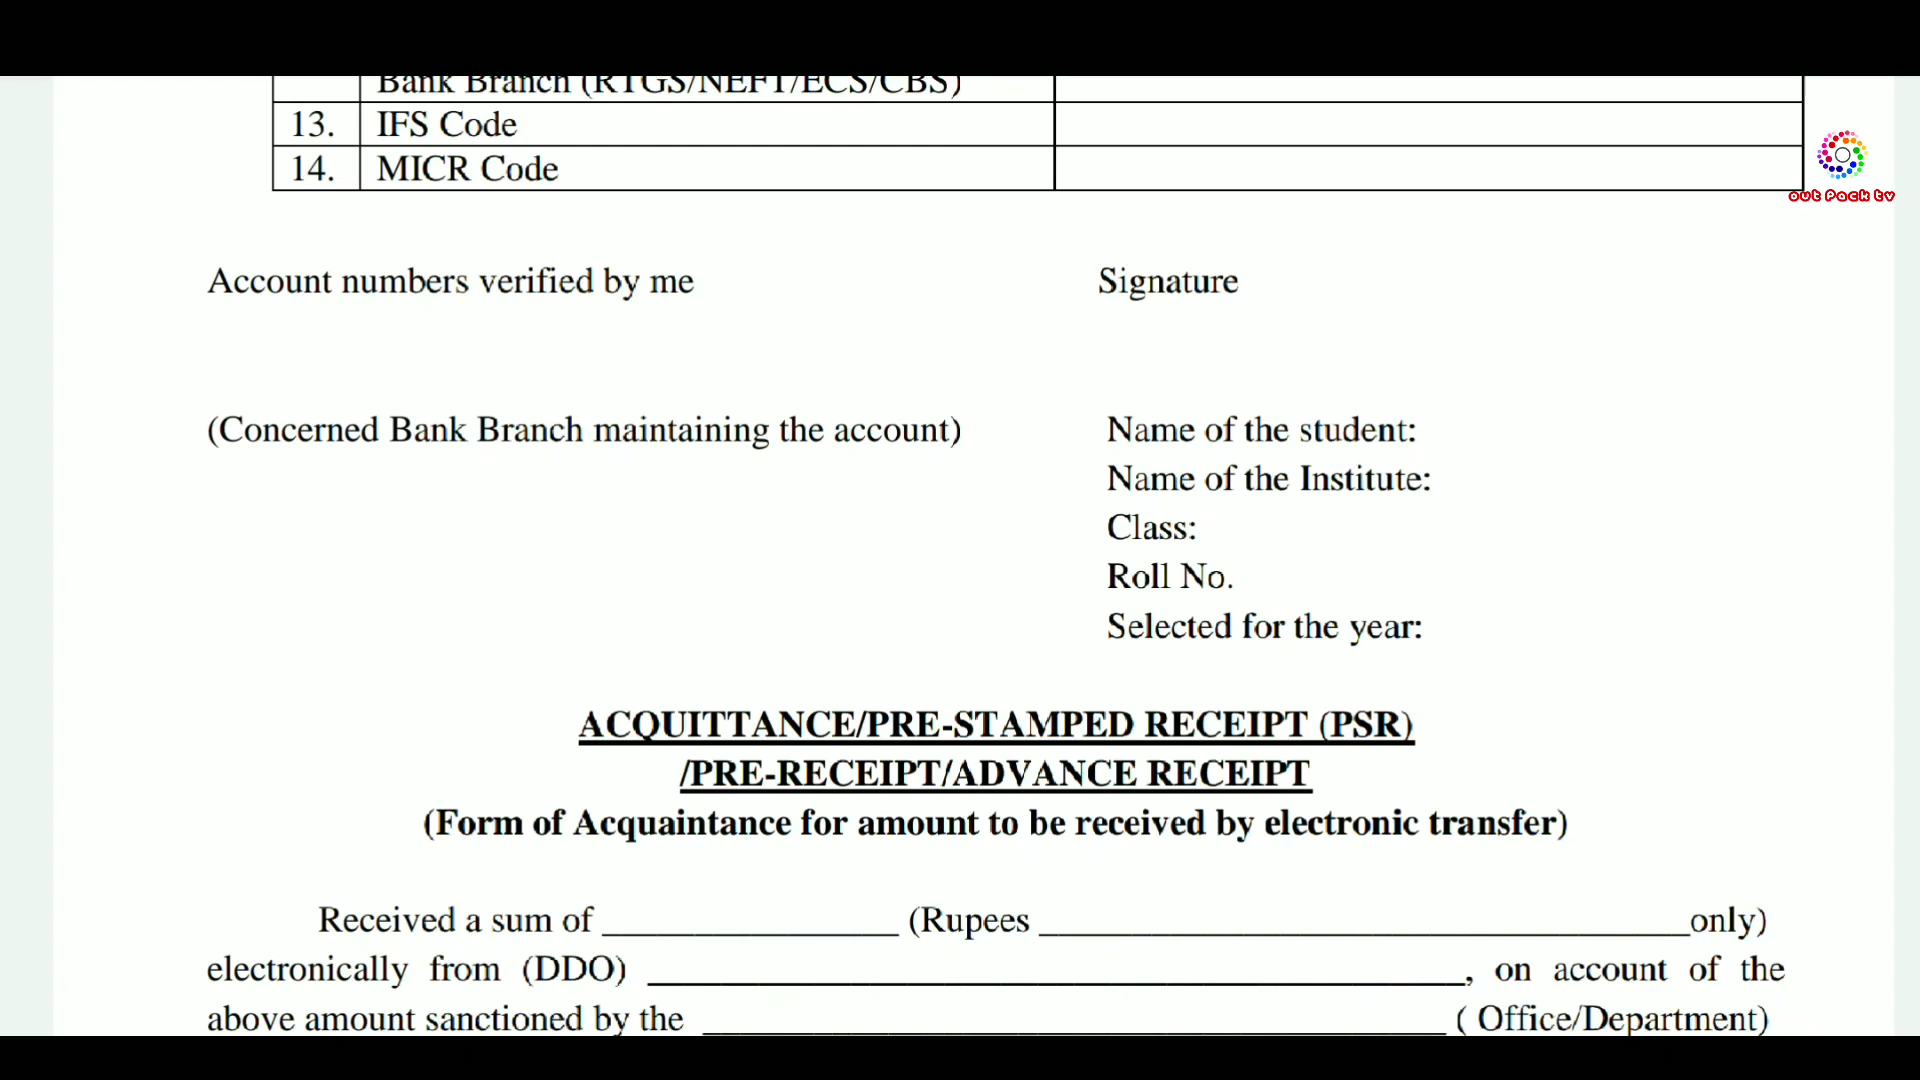 Bank Branch (RTGS/NEFT/ECS/CBS)
13. IFS Code
14. MICR Code
out Pack tv
Account numbers verified by me Signature
(Concerned Bank Branch maintaining the account) Name of the student:
Name of the Institute:
Class:
Roll No.
Selected for the year:
ACQUITTANCE/PRE-STAMPED RECEIPT (PSR)
/PRE-RECEIPT/ADVANCE RECEIPT
(Form of Acquaintance for amount to be received by electronic transfer)
Received a sum of ________________ (Rupees ___________________________________only)
electronically from (DDO) ____________________________________________, on account of the
above amount sanctioned by the ________________________________________ ( Office/Department)